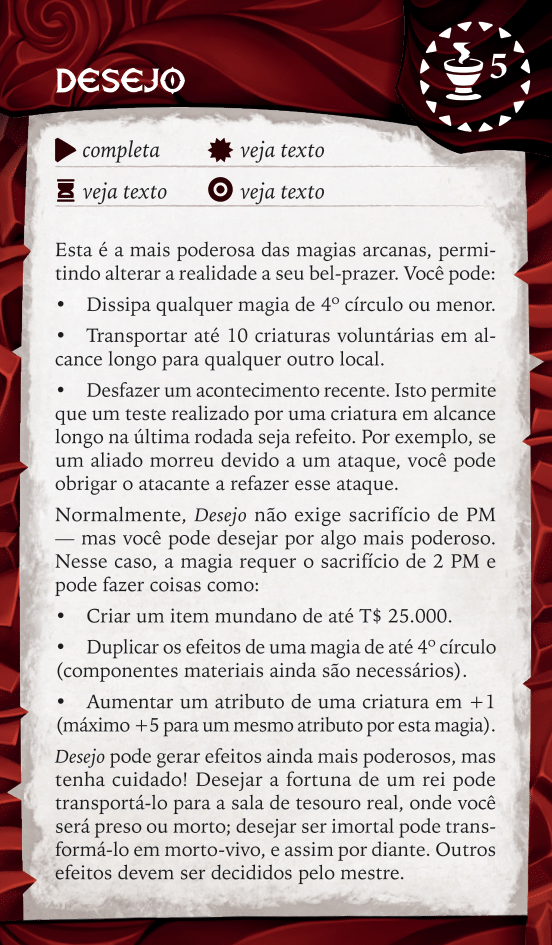 DESEJO
5
completa veja texto
veja texto veja texto
Esta é a mais poderosa das magias arcanas, permi-
tindo alterar a realidade a seu bel-prazer. Você pode:
• Dissipa qualquer magia de 4º círculo ou menor.
• Transportar até 10 criaturas voluntárias em al-
cance longo para qualquer outro local.
• Desfazer um acontecimento recente. Isto permite
que um teste realizado por uma criatura em alcance
longo na última rodada seja refeito. Por exemplo, se
um aliado morreu devido a um ataque, você pode
obrigar o atacante a refazer esse ataque.
Normalmente, Desejo não exige sacrifício de PM
— mas você pode desejar por algo mais poderoso.
Nesse caso, a magia requer o sacrifício de 2 PM e
pode fazer coisas como:
• Criar um item mundano de até T$ 25.000.
• Duplicar os efeitos de uma magia de até 4º círculo
(componentes materiais ainda são necessários).
• Aumentar um atributo de uma criatura em +1
(máximo +5 para um mesmo atributo por esta magia).
Desejo pode gerar efeitos ainda mais poderosos, mas
tenha cuidado! Desejar a fortuna de um rei pode
transportá-lo para a sala de tesouro real, onde você
será preso ou morto; desejar ser imortal pode trans-
formá-lo em morto-vivo, e assim por diante. Outros
efeitos devem ser decididos pelo mestre.